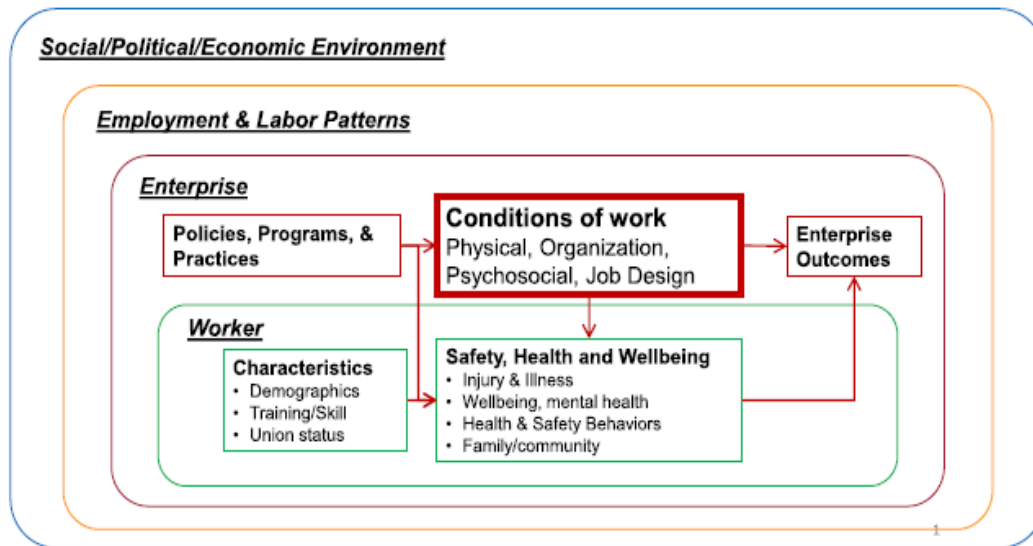 Social/Political/Economic Environment
Employment & Labor Patterns
Enterprise
Policies, Programs, &
Practices
Conditions of work
Physical, Organization,
Psychosocial, Job Design
Enterprise
Outcomes
Worker
Characteristics
• Demographics
• Training/Skill
• Union status
Safety, Health and Wellbeing
• Injury & Illness
• Wellbeing, mental health
• Health & Safety Behaviors
• Family/community
1